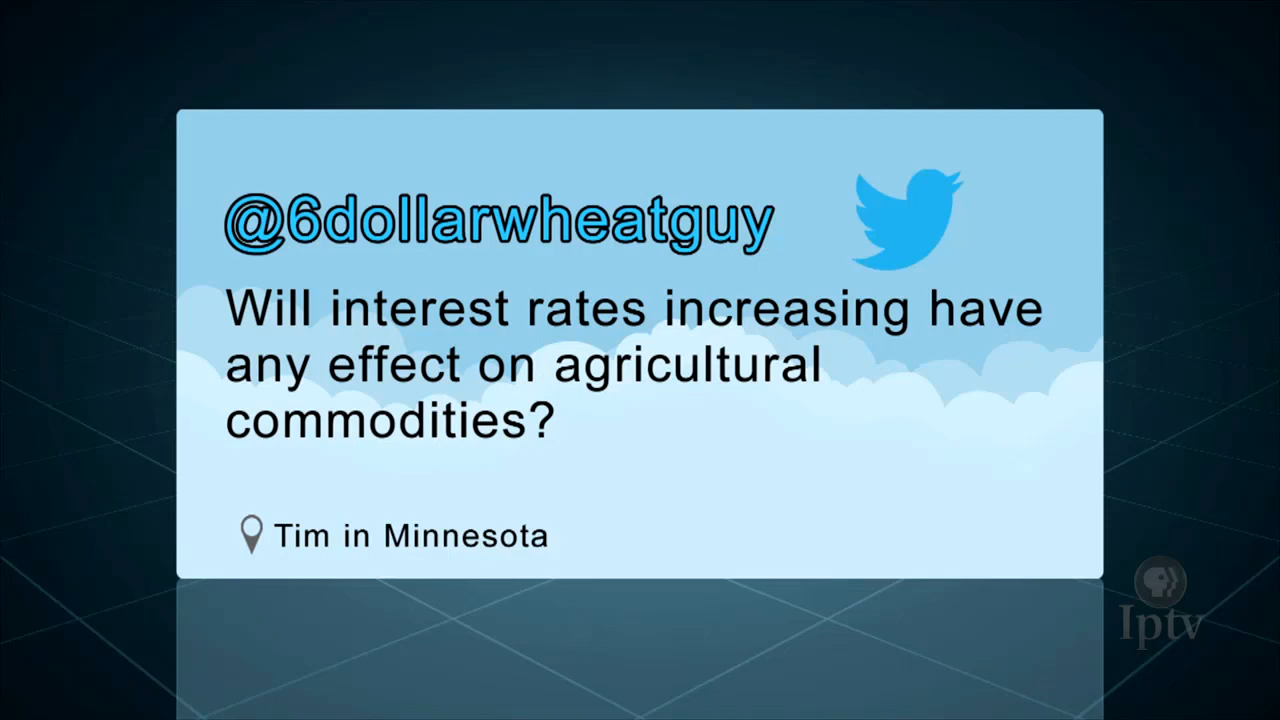 @6dollarwheatguy
Will interest rates increasing have
any effect on agricultural
commodities?
Tim in Minnesota
Iptv